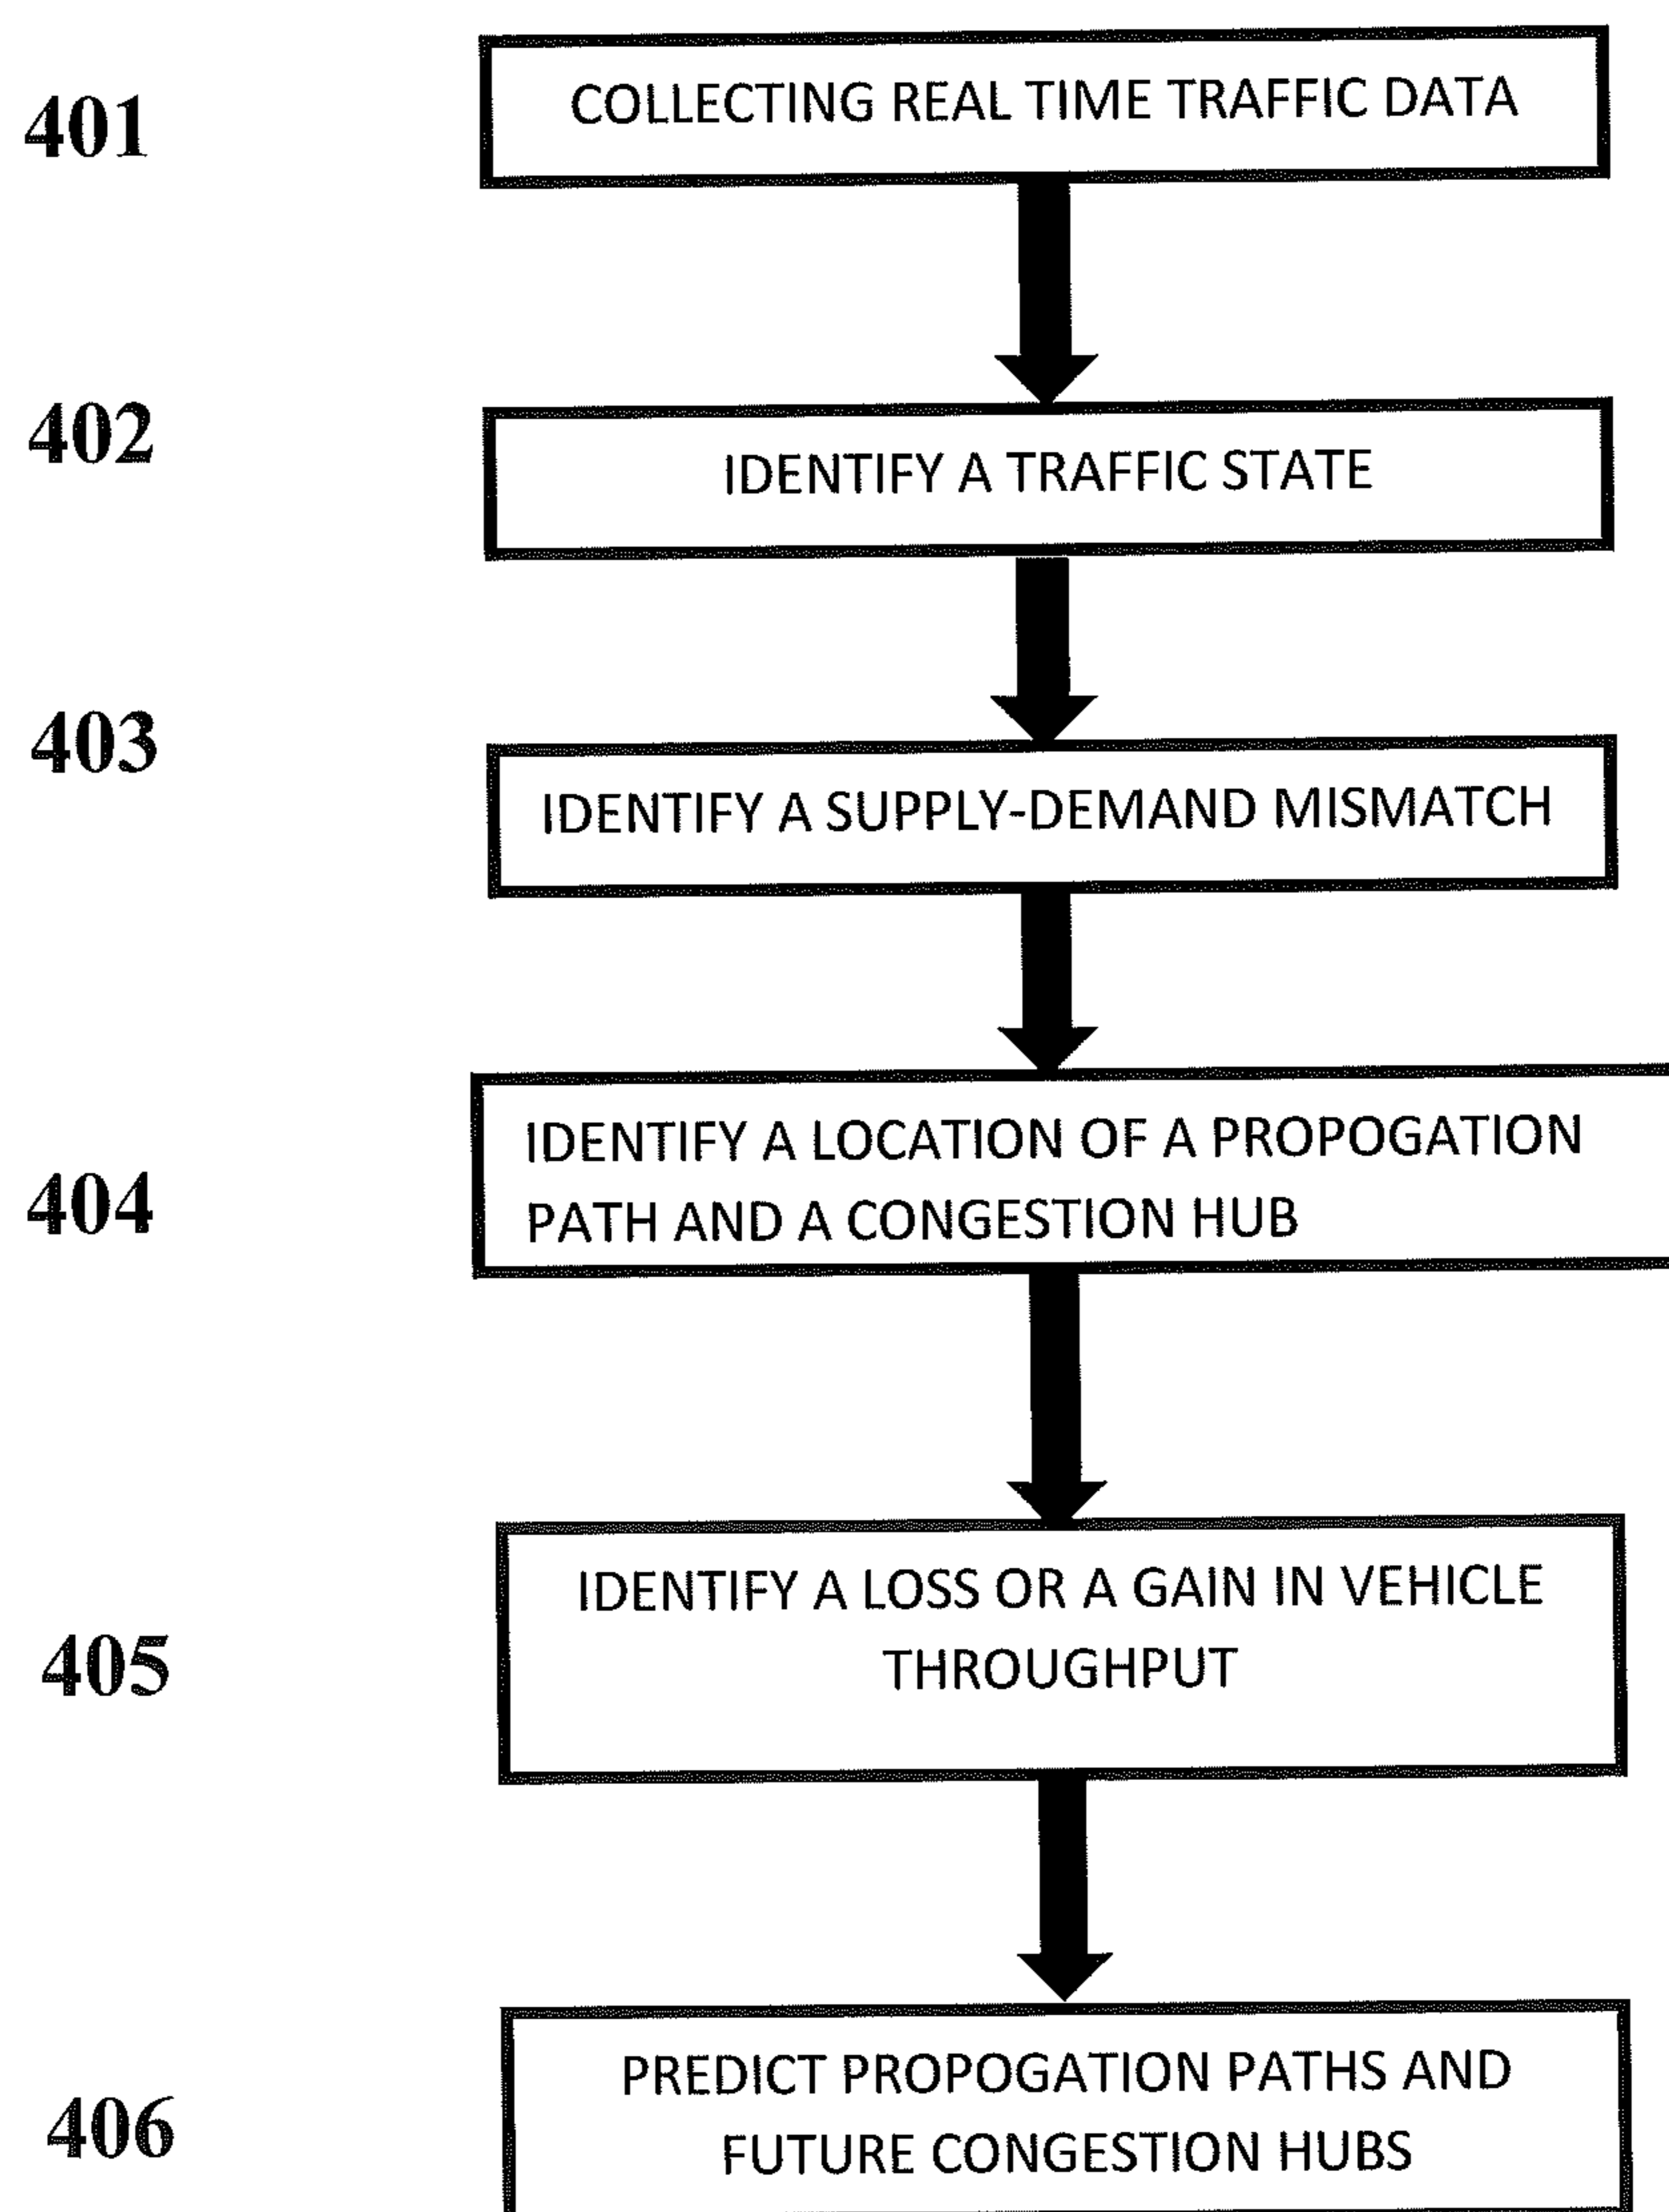 401
COLLECTING REAL TIME TRAFFIC DATA
402
IDENTIFY A TRAFFIC STATE
403
IDENTIFY A SUPPLY-DEMAND MISMATCH
404
IDENTIFY A LOCATION OF A PROPOGATION
PATH AND A CONGESTION HUB
405
IDENTIFY A LOSS OR A GAIN IN VEHICLE
THROUGHPUT
406
PREDICT PROPOGATION PATHS AND
FUTURE CONGESTION HUBS